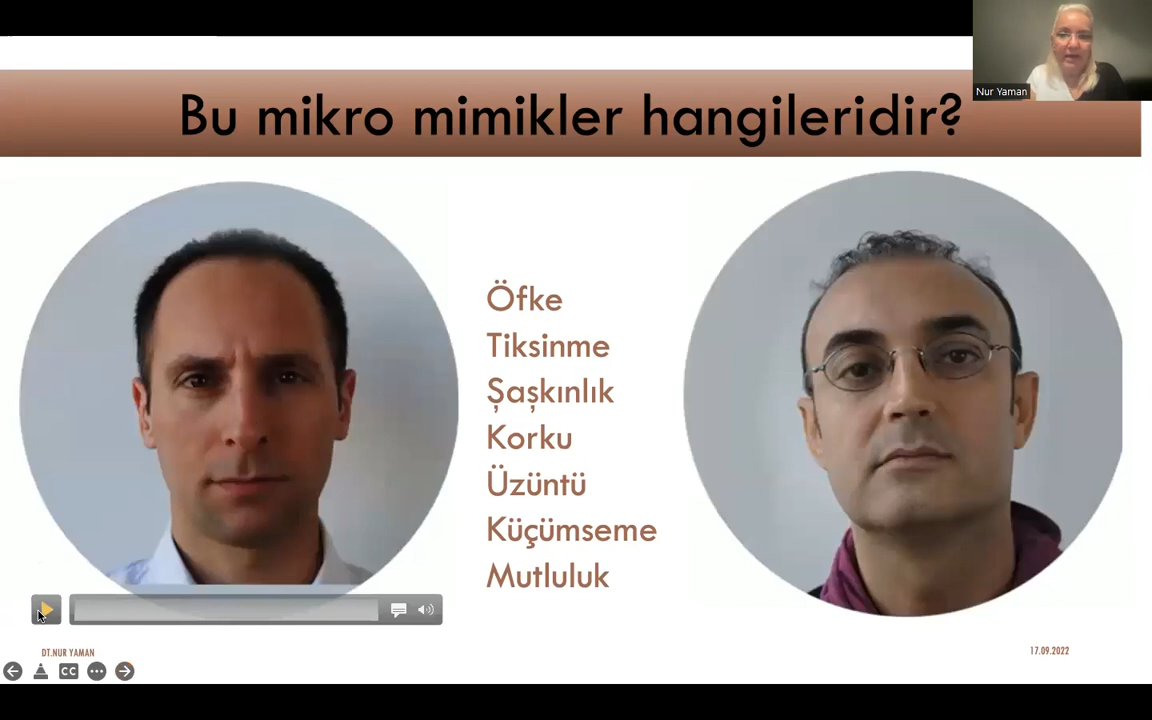 Nur Yaman
Bu mikro mimikler hangileridir?
Öfke
Tiksinme
Şaşkınlık
Korku
Üzüntü
Küçümseme
Mutluluk
DT.NUR YAMAN
17.09.2022
CC